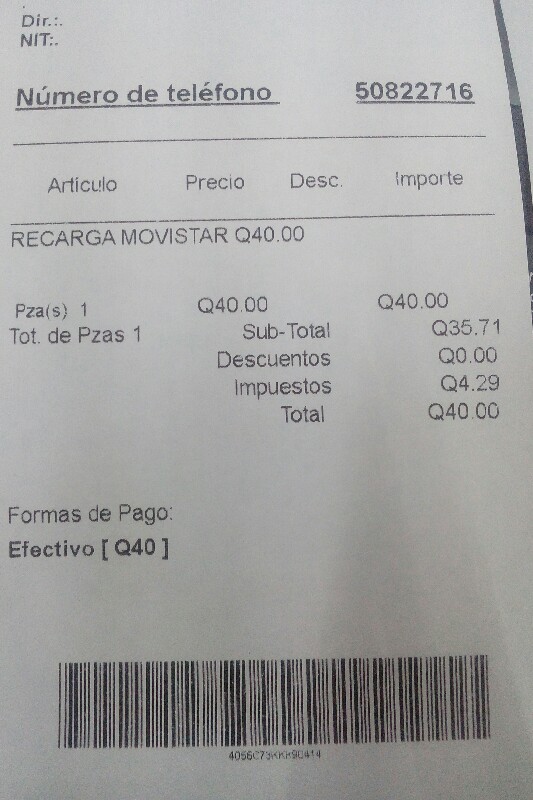 Dir.:.
NIT:.
Número de teléfono 50822716
Artículo Precio Desc. Importe
RECARGA MOVISTAR Q40.00
Pza(s) 1 Q40.00 Q40.00
Tot. de Pzas 1 Sub-Total Q35.71
Descuentos Q0.00
Impuestos Q4.29
Total Q40.00
Formas de Pago:
Efectivo [ Q40 ]